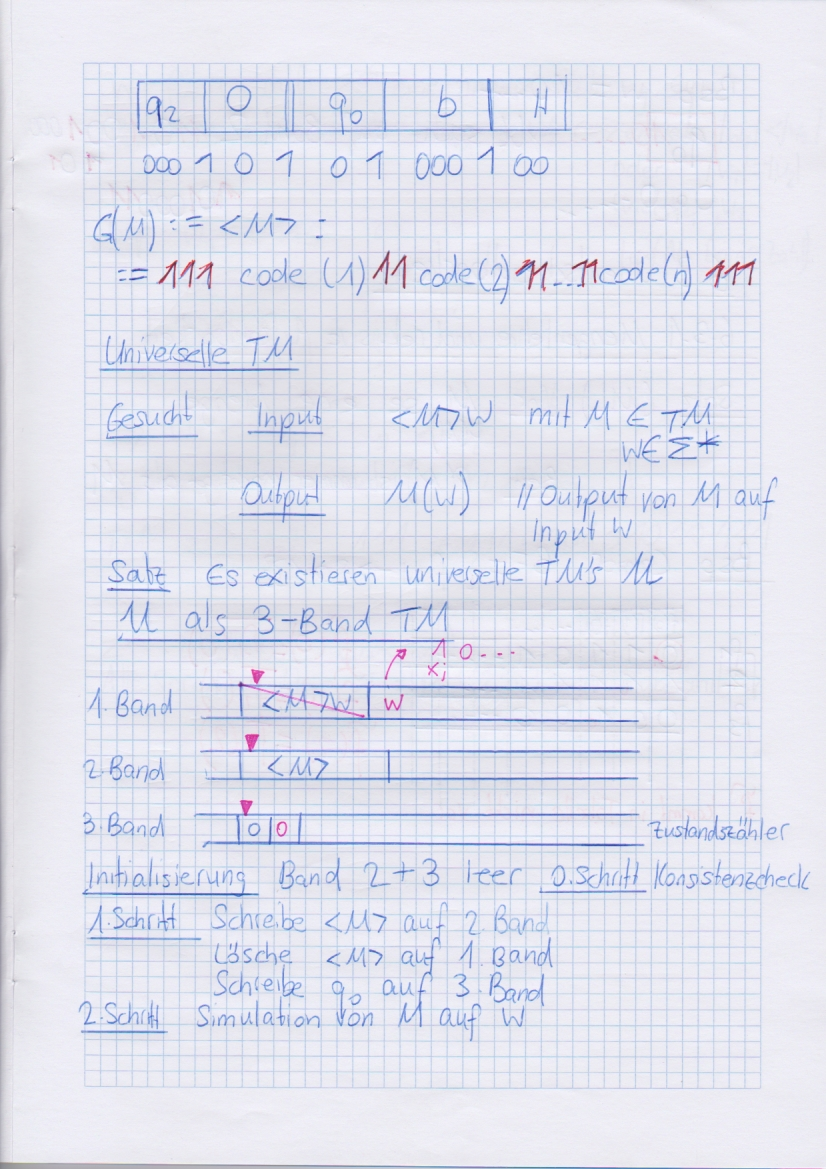 q₂ | 0 || q₀ | b | H
000 1 0 1 0 1 000 1 00
G(M) := <M> :
:= 111 code (1) 11 code(2) 11 ... 11 code(n) 111
Universelle TM
Gesucht Input <M>W mit M ∈ TM
W∈ Σ*
Output M(W) // Output von M auf
Input W
Satz Es existieren universelle TM's U
U als 3-Band TM
1 0 ...
xⱼ
1. Band <M>W w
2. Band <M>
3. Band 0 0 Zustandszähler
Initialisierung Band 2+3 leer 0. Schritt Konsistenzcheck
1. Schritt Schreibe <M> auf 2. Band
Lösche <M> auf 1. Band
Schreibe q₀ auf 3. Band
2. Schritt Simulation von M auf W